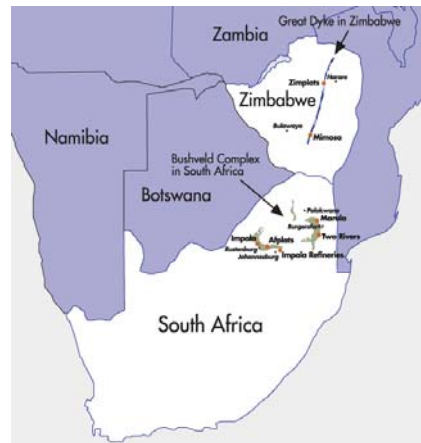 Great Dyke in Zimbabwe
Zambia
Zimplats
Harare
Zimbabwe
Bulawayo
Mimosa
Namibia
Bushveld Complex
in South Africa
Botswana
Polokwane
Marula
Burgersfort
Two Rivers
Impala
Afplats
Rustenburg
Impala Refineries
Johannesburg
South Africa